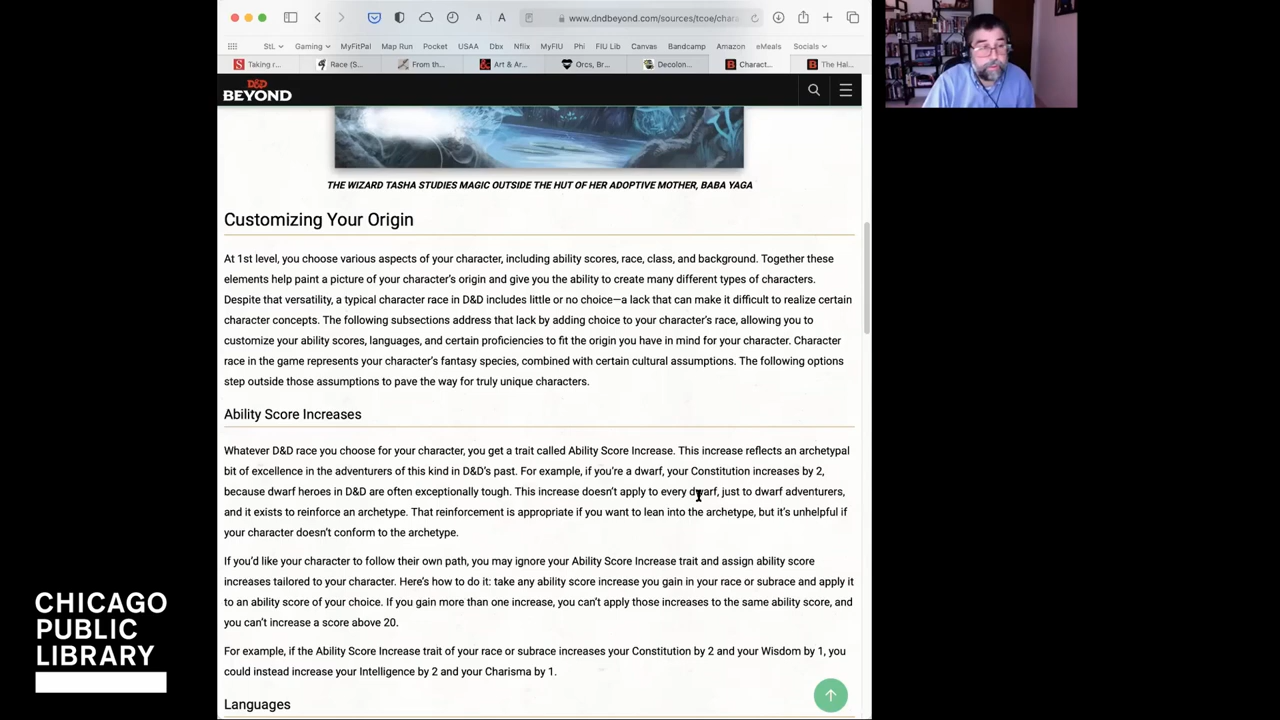 www.dndbeyond.com/sources/tcoe/chara
StL Gaming MyFitPal Map Run Pocket USAA Dbx Nflix MyFIU Phi FIU Lib Canvas Bandcamp Amazon eMeals Socials
Taking r... Race (S... From th... Art & Ar... Orcs, Br... Decolon... Charact... The Hal...
D&D
BEYOND
THE WIZARD TASHA STUDIES MAGIC OUTSIDE THE HUT OF HER ADOPTIVE MOTHER, BABA YAGA
Customizing Your Origin
At 1st level, you choose various aspects of your character, including ability scores, race, class, and background. Together these
elements help paint a picture of your character's origin and give you the ability to create many different types of characters.
Despite that versatility, a typical character race in D&D includes little or no choice—a lack that can make it difficult to realize certain
character concepts. The following subsections address that lack by adding choice to your character's race, allowing you to
customize your ability scores, languages, and certain proficiencies to fit the origin you have in mind for your character. Character
race in the game represents your character's fantasy species, combined with certain cultural assumptions. The following options
step outside those assumptions to pave the way for truly unique characters.
Ability Score Increases
Whatever D&D race you choose for your character, you get a trait called Ability Score Increase. This increase reflects an archetypal
bit of excellence in the adventurers of this kind in D&D's past. For example, if you're a dwarf, your Constitution increases by 2,
because dwarf heroes in D&D are often exceptionally tough. This increase doesn't apply to every dwarf, just to dwarf adventurers,
and it exists to reinforce an archetype. That reinforcement is appropriate if you want to lean into the archetype, but it's unhelpful if
your character doesn't conform to the archetype.
If you'd like your character to follow their own path, you may ignore your Ability Score Increase trait and assign ability score
increases tailored to your character. Here's how to do it: take any ability score increase you gain in your race or subrace and apply it
to an ability score of your choice. If you gain more than one increase, you can't apply those increases to the same ability score, and
you can't increase a score above 20.
For example, if the Ability Score Increase trait of your race or subrace increases your Constitution by 2 and your Wisdom by 1, you
could instead increase your Intelligence by 2 and your Charisma by 1.
Languages
CHICAGO
PUBLIC
LIBRARY